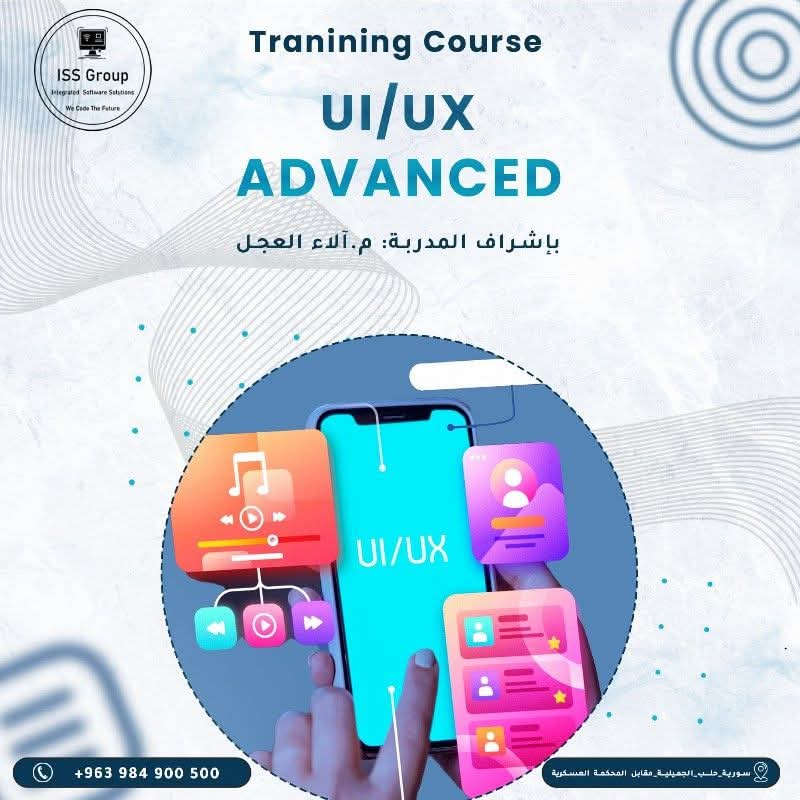 ISS Group
Integrated Software Solutions
We Code The Future
Tranining Course
UI/UX
ADVANCED
بإشراف المدربة: م.آلاء العجل
UI/UX
+963 984 900 500
سورية_حلب_الجميلية_مقابل المحكمة العسكرية